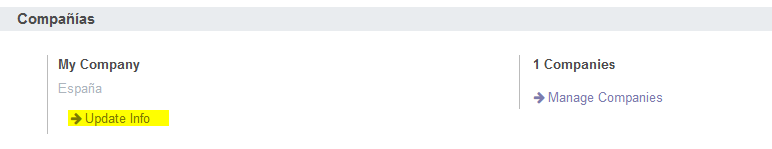 Compañías
My Company
España
Update Info
1 Companies
Manage Companies